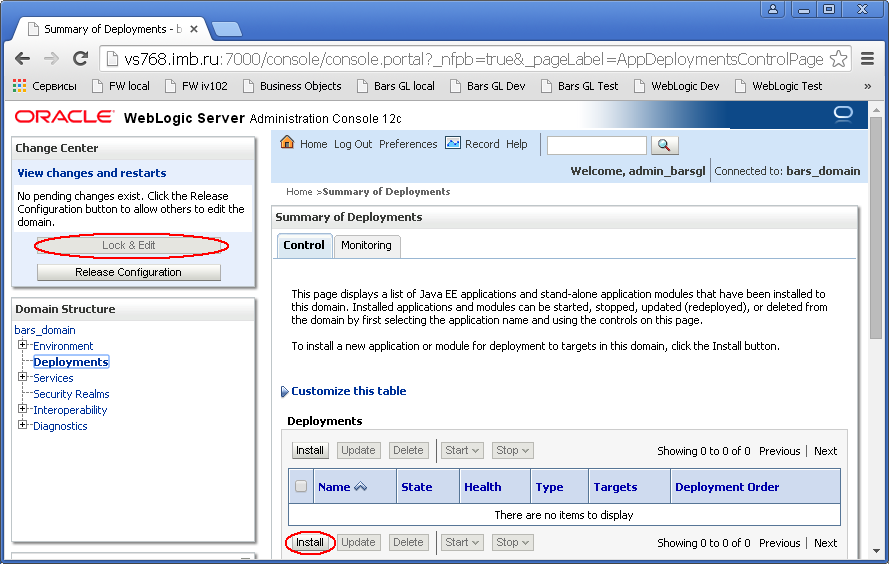 Summary of Deployments - b
vs768.imb.ru:7000/console/console.portal?_nfpb=true&_pageLabel=AppDeploymentsControlPage
Сервисы FW local FW iv102 Business Objects Bars GL local Bars GL Dev Bars GL Test WebLogic Dev WebLogic Test »
ORACLE WebLogic Server Administration Console 12c
Change Center
View changes and restarts
No pending changes exist. Click the Release
Configuration button to allow others to edit the
domain.
Lock & Edit
Release Configuration
Domain Structure
bars_domain
Environment
Deployments
Services
Security Realms
Interoperability
Diagnostics
Home Log Out Preferences Record Help
Welcome, admin_barsgl Connected to: bars_domain
Home >Summary of Deployments
Summary of Deployments
Control Monitoring
This page displays a list of Java EE applications and stand-alone application modules that have been installed to
this domain. Installed applications and modules can be started, stopped, updated (redeployed), or deleted from
the domain by first selecting the application name and using the controls on this page.
To install a new application or module for deployment to targets in this domain, click the Install button.
Customize this table
Deployments
Install Update Delete Start Stop Showing 0 to 0 of 0 Previous | Next
Name State Health Type Targets Deployment Order
There are no items to display
Install Update Delete Start Stop Showing 0 to 0 of 0 Previous | Next